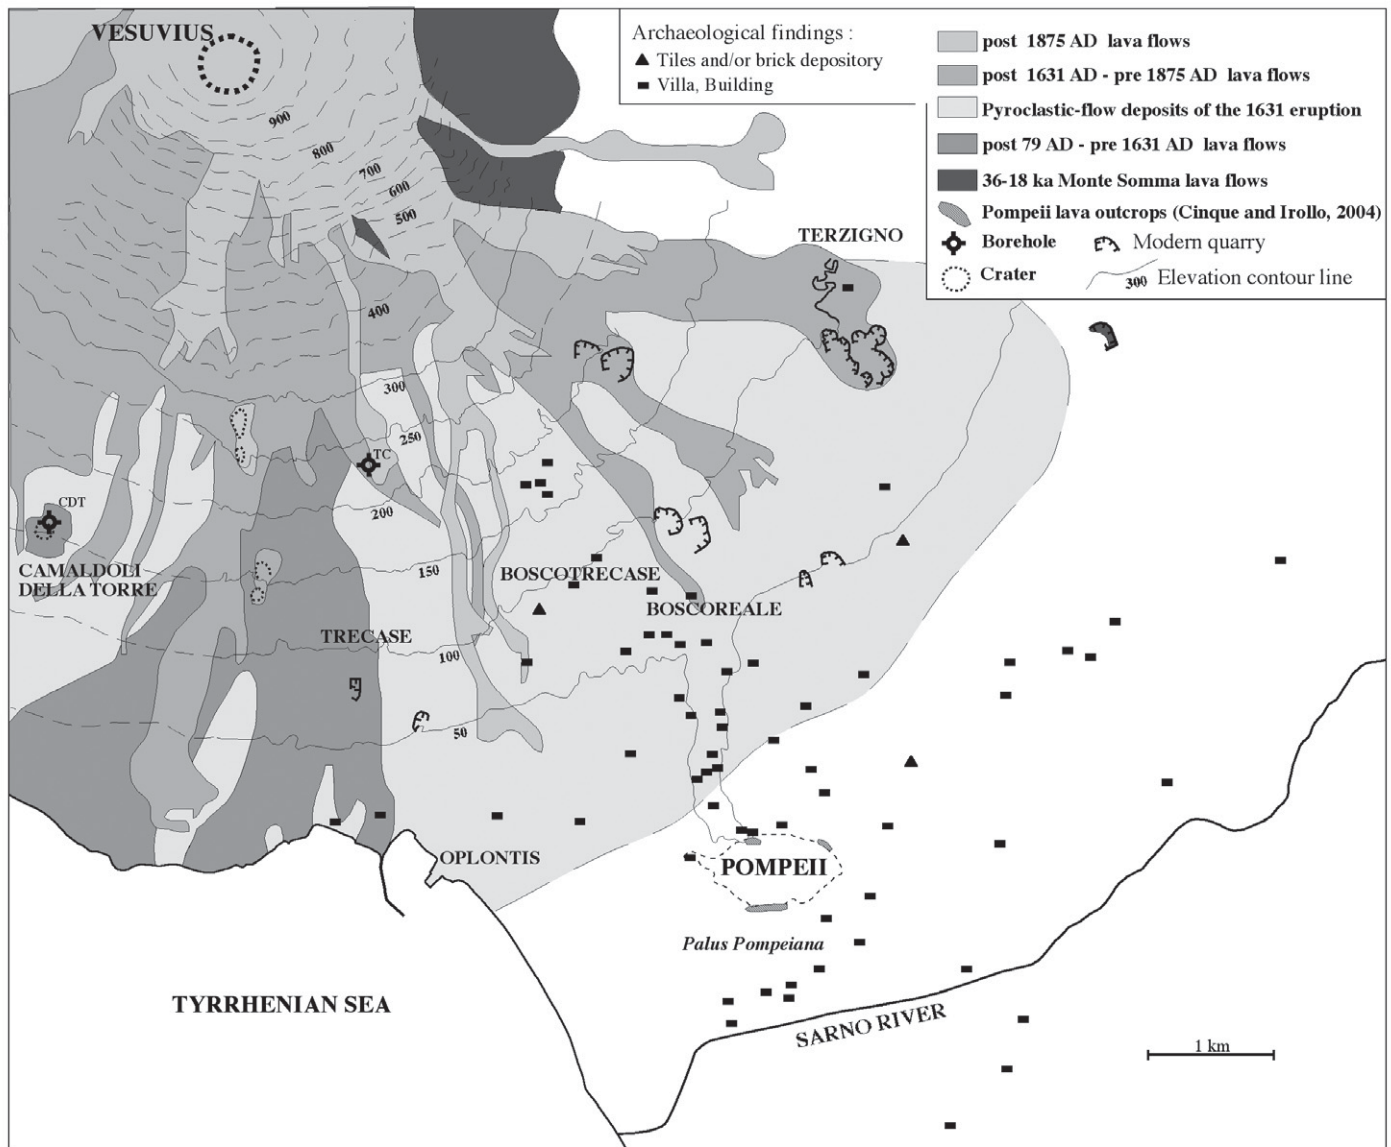 VESUVIUS
Archaeological findings :
Tiles and/or brick depository
Villa, Building
post 1875 AD lava flows
post 1631 AD - pre 1875 AD lava flows
Pyroclastic-flow deposits of the 1631 eruption
post 79 AD - pre 1631 AD lava flows
36-18 ka Monte Somma lava flows
Pompeii lava outcrops (Cinque and Irollo, 2004)
Borehole
Modern quarry
Crater
300
Elevation contour line
900
800
700
600
500
TERZIGNO
400
300
250
TC
200
CDT
CAMALDOLI
DELLA TORRE
150
BOSCOTRECASE
BOSCOREALE
TRECASE
100
50
OPLONTIS
POMPEII
Palus Pompeiana
TYRRHENIAN SEA
SARNO RIVER
1 km